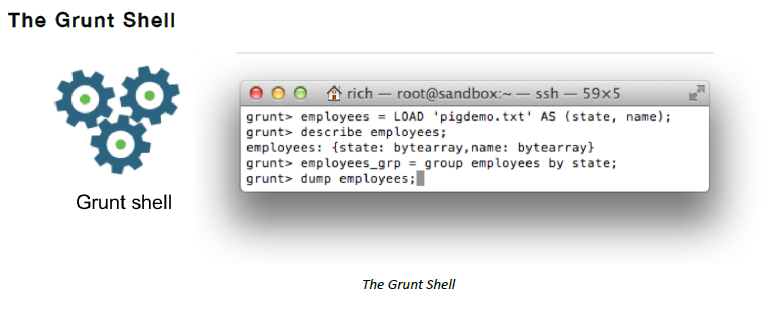 The Grunt Shell
rich — root@sandbox:~ — ssh — 59×5
grunt> employees = LOAD 'pigdemo.txt' AS (state, name);
grunt> describe employees;
employees: {state: bytearray,name: bytearray}
grunt> employees_grp = group employees by state;
grunt> dump employees;
Grunt shell
The Grunt Shell